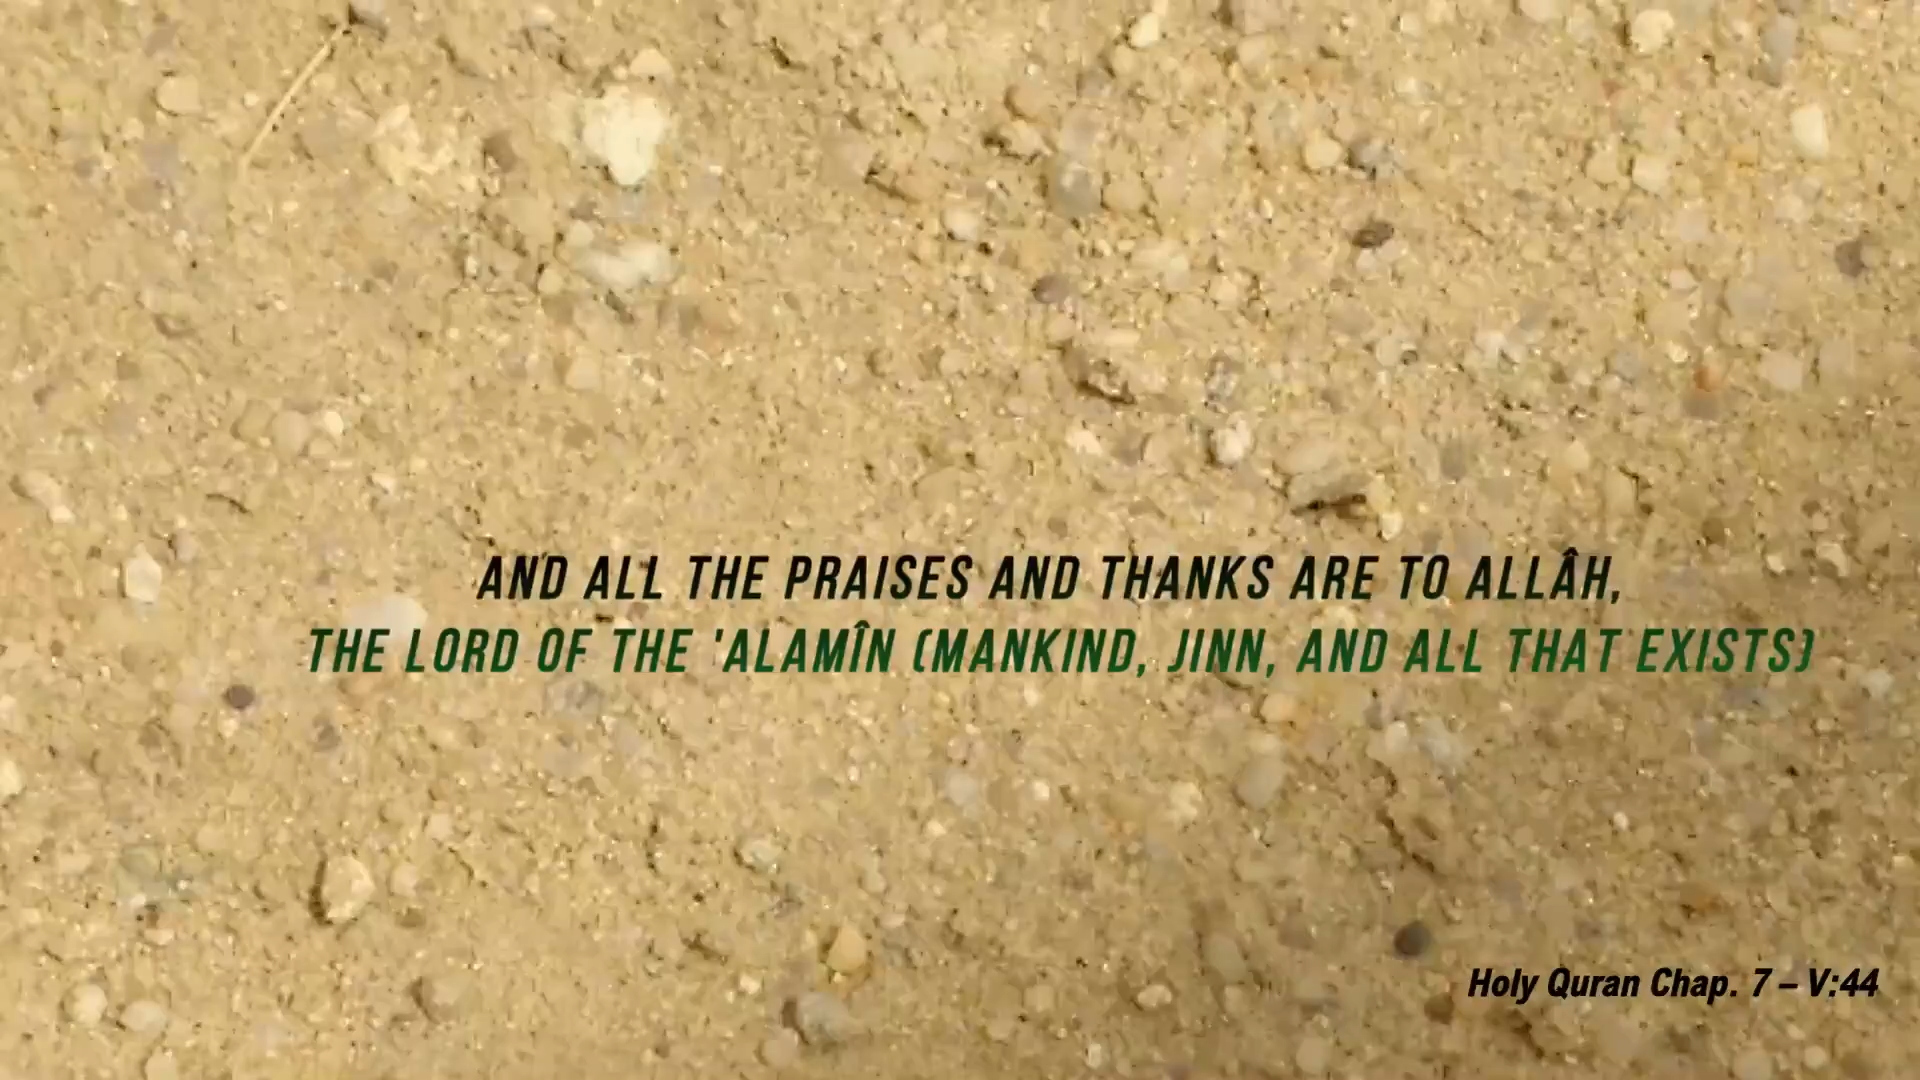 AND ALL THE PRAISES AND THANKS ARE TO ALLÂH,
THE LORD OF THE 'ALAMÎN (MANKIND, JINN, AND ALL THAT EXISTS)
Holy Quran Chap. 7 – V:44